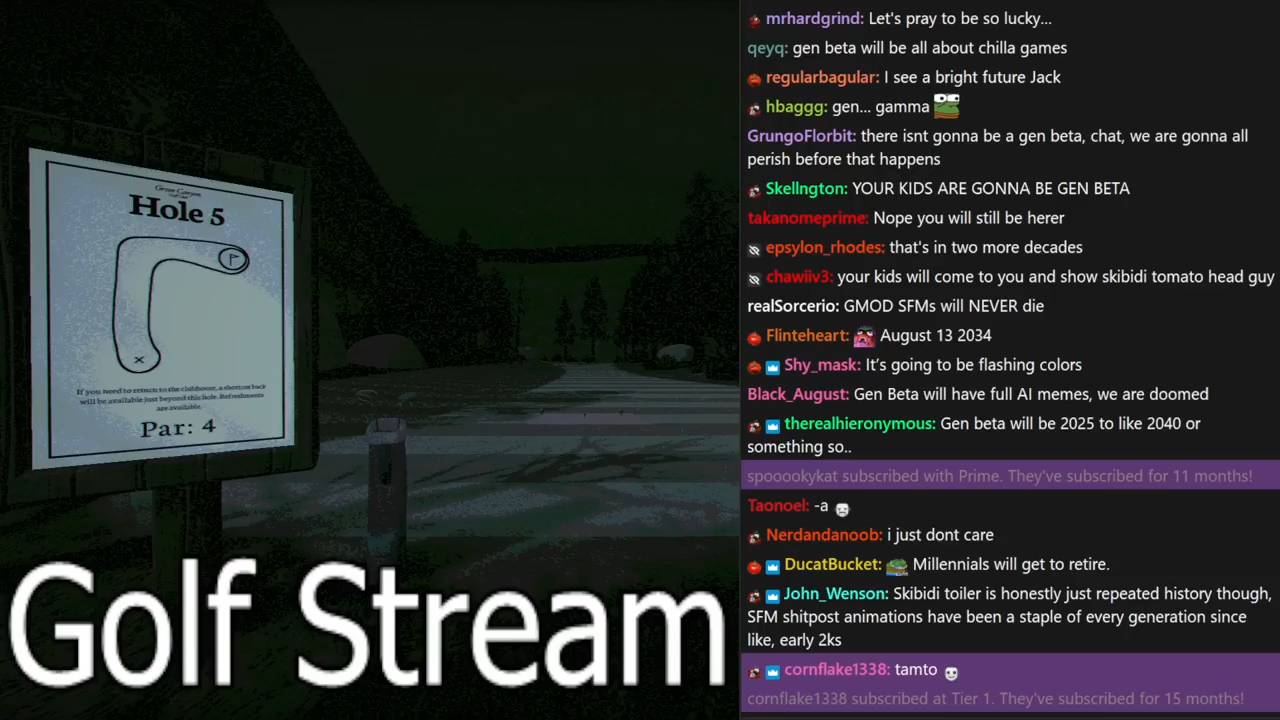 Grove Canyon
Hole 5
If you need to return to the clubhouse, a shortcut back
will be available just beyond this hole. Refreshments
are available.
Par: 4
Golf Stream
mrhardgrind: Let's pray to be so lucky...
qeyq: gen beta will be all about chilla games
regularbagular: I see a bright future Jack
hbaggg: gen... gamma
GrungoFlorbit: there isnt gonna be a gen beta, chat, we are gonna all
perish before that happens
Skellngton: YOUR KIDS ARE GONNA BE GEN BETA
takanomeprime: Nope you will still be herer
epsylon_rhodes: that's in two more decades
chawiiv3: your kids will come to you and show skibidi tomato head guy
realSorcerio: GMOD SFMs will NEVER die
Flinteheart: August 13 2034
Shy_mask: It’s going to be flashing colors
Black_August: Gen Beta will have full AI memes, we are doomed
therealhieronymous: Gen beta will be 2025 to like 2040 or
something so..
spooookykat subscribed with Prime. They've subscribed for 11 months!
Taonoel: -a
Nerdandanoob: i just dont care
DucatBucket: Millennials will get to retire.
John_Wenson: Skibidi toiler is honestly just repeated history though,
SFM shitpost animations have been a staple of every generation since
like, early 2ks
cornflake1338: tamto
cornflake1338 subscribed at Tier 1. They've subscribed for 15 months!